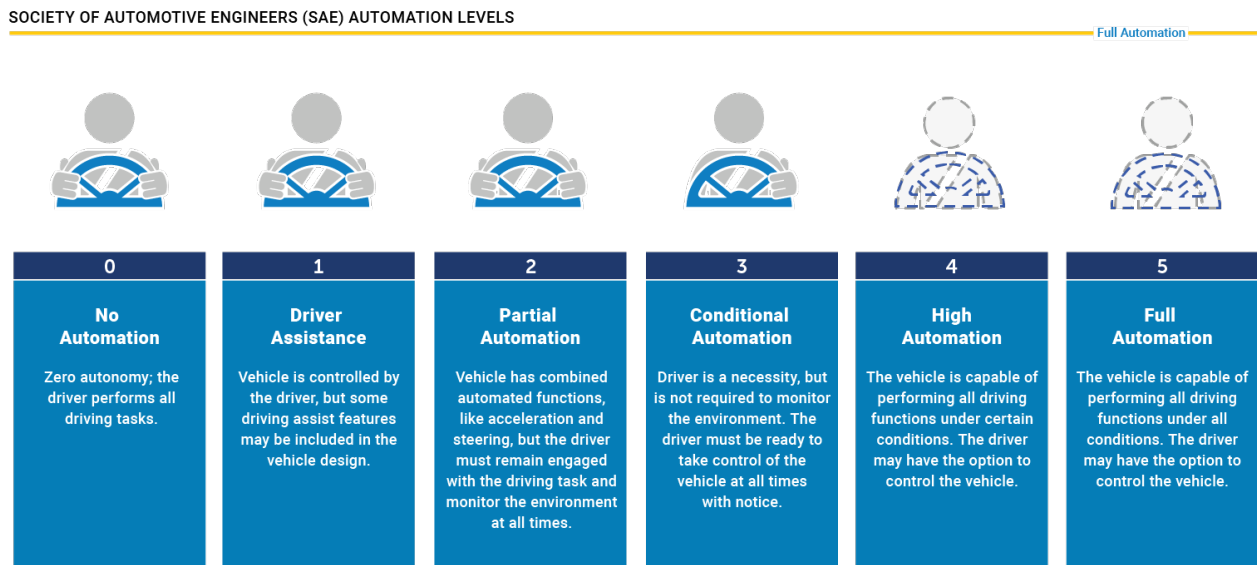 SOCIETY OF AUTOMOTIVE ENGINEERS (SAE) AUTOMATION LEVELS
Full Automation
0
No
Automation
Zero autonomy; the
driver performs all
driving tasks.
1
Driver
Assistance
Vehicle is controlled by
the driver, but some
driving assist features
may be included in the
vehicle design.
2
Partial
Automation
Vehicle has combined
automated functions,
like acceleration and
steering, but the driver
must remain engaged
with the driving task and
monitor the environment
at all times.
3
Conditional
Automation
Driver is a necessity, but
is not required to monitor
the environment. The
driver must be ready to
take control of the
vehicle at all times
with notice.
4
High
Automation
The vehicle is capable of
performing all driving
functions under certain
conditions. The driver
may have the option to
control the vehicle.
5
Full
Automation
The vehicle is capable of
performing all driving
functions under all
conditions. The driver
may have the option to
control the vehicle.